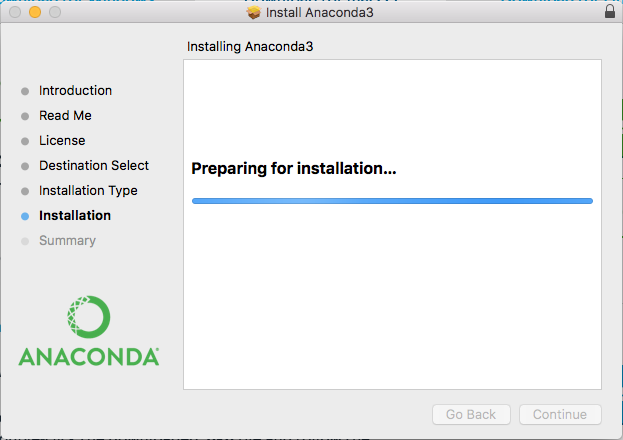 Install Anaconda3
Installing Anaconda3
Introduction
Read Me
License
Destination Select
Installation Type
Installation
Summary
Preparing for installation...
ANACONDA
Go Back
Continue